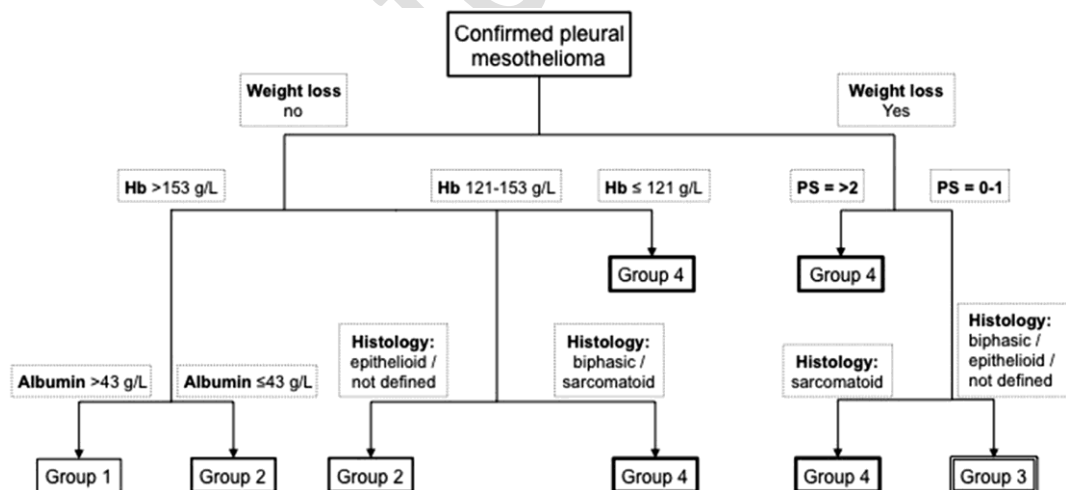 Confirmed pleural
mesothelioma
Weight loss
no
Weight loss
Yes
Hb >153 g/L
Hb 121-153 g/L
Hb ≤ 121 g/L
PS = >2
PS = 0-1
Group 4
Group 4
Albumin >43 g/L
Albumin ≤43 g/L
Histology:
epithelioid /
not defined
Histology:
biphasic /
sarcomatoid
Histology:
sarcomatoid
Histology:
biphasic /
epithelioid /
not defined
Group 1
Group 2
Group 2
Group 4
Group 4
Group 3